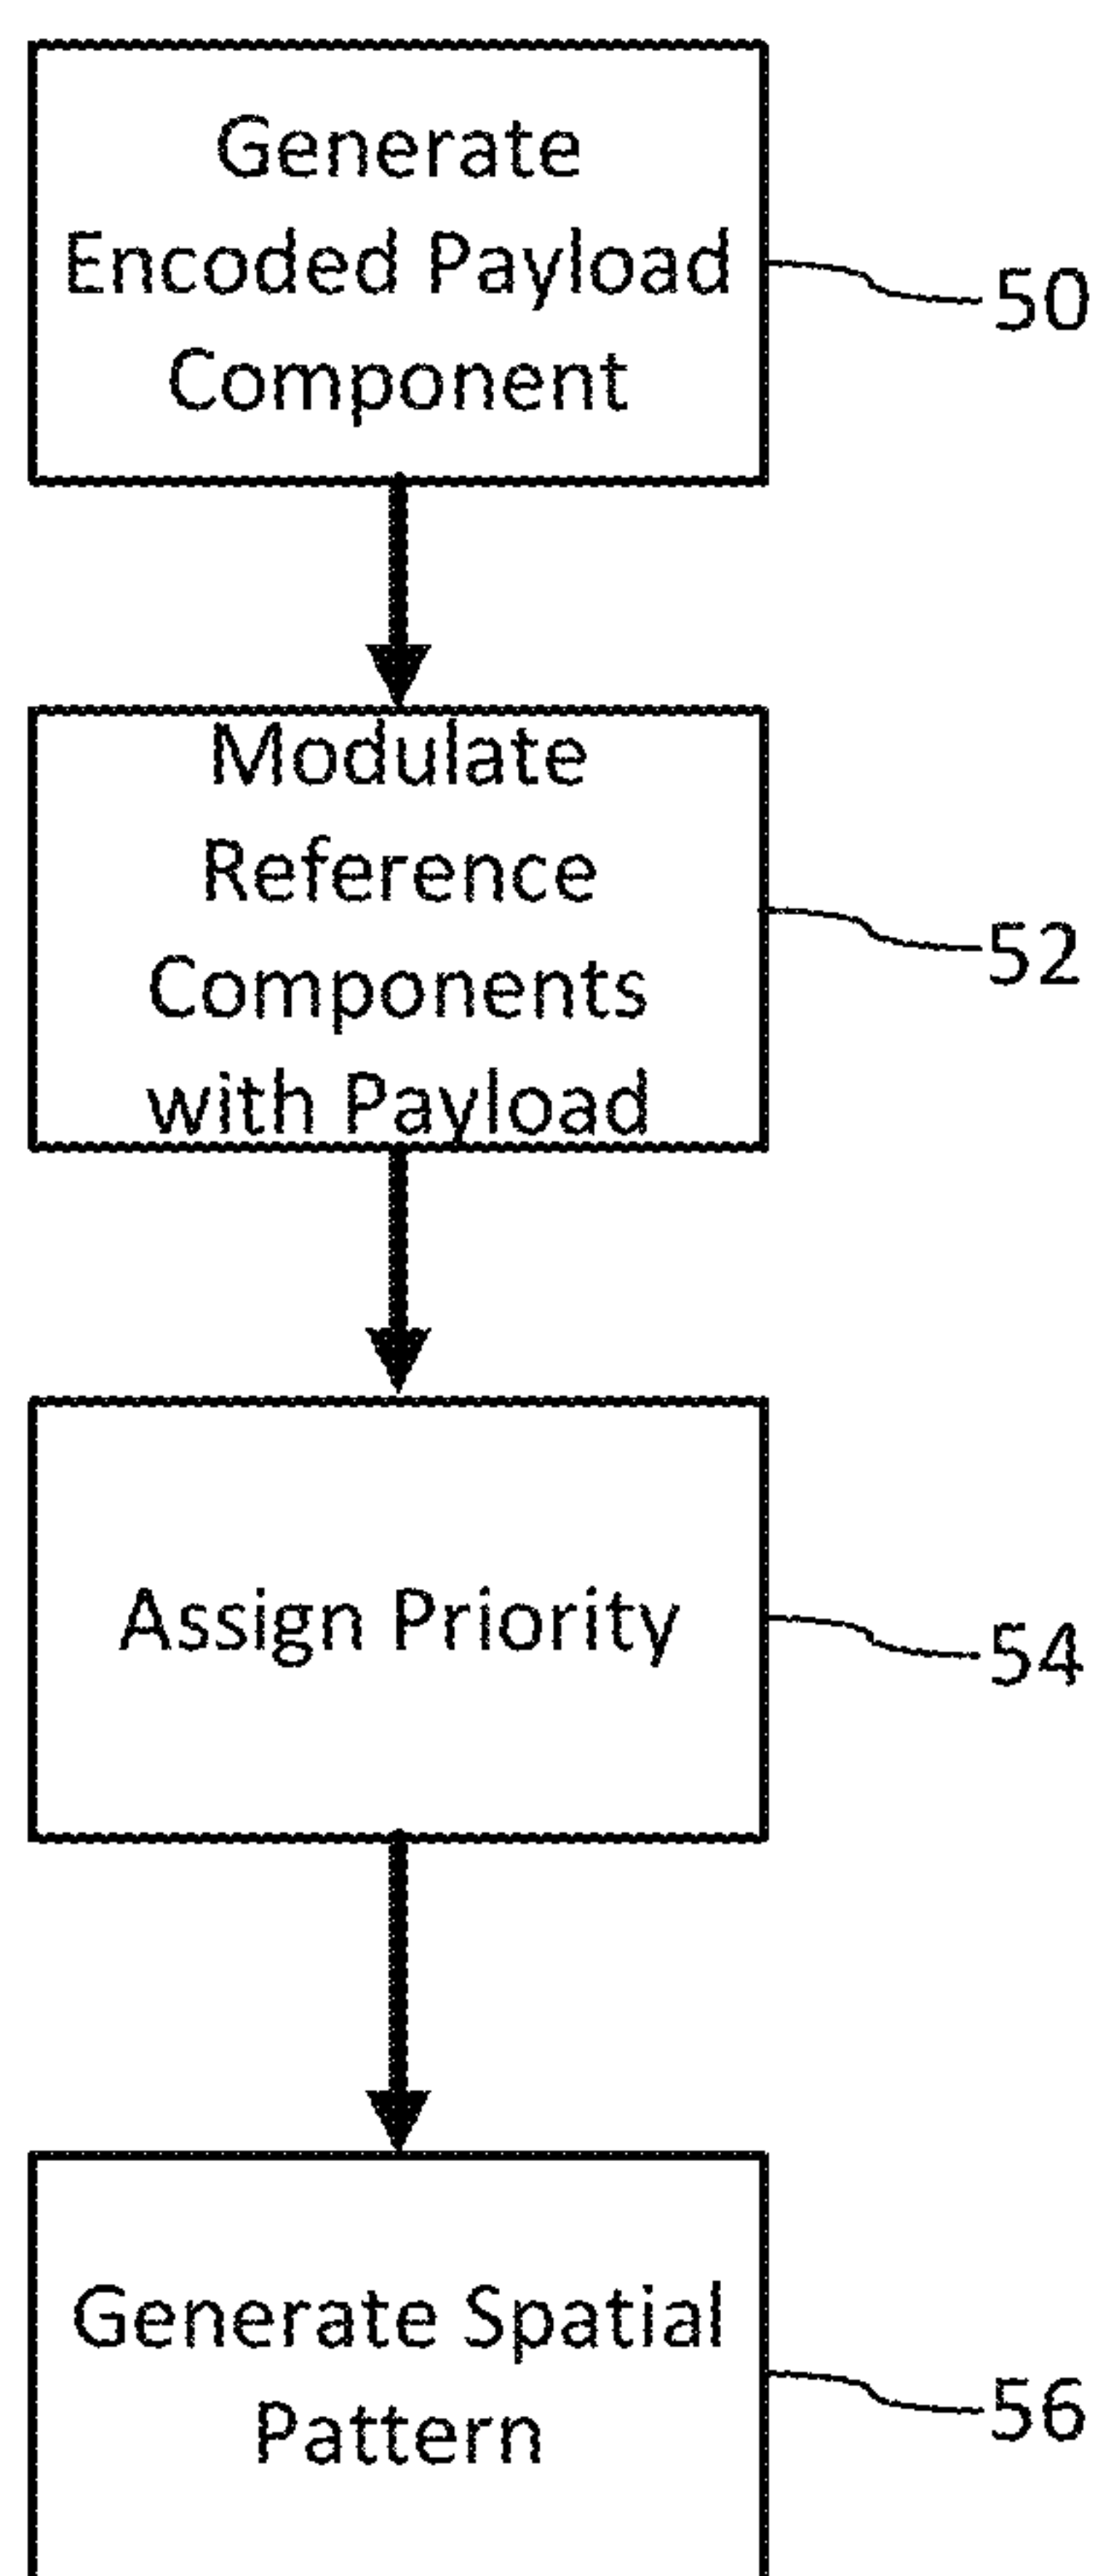 Generate
Encoded Payload
Component
50
Modulate
Reference
Components
with Payload
52
Assign Priority
54
Generate Spatial
Pattern
56